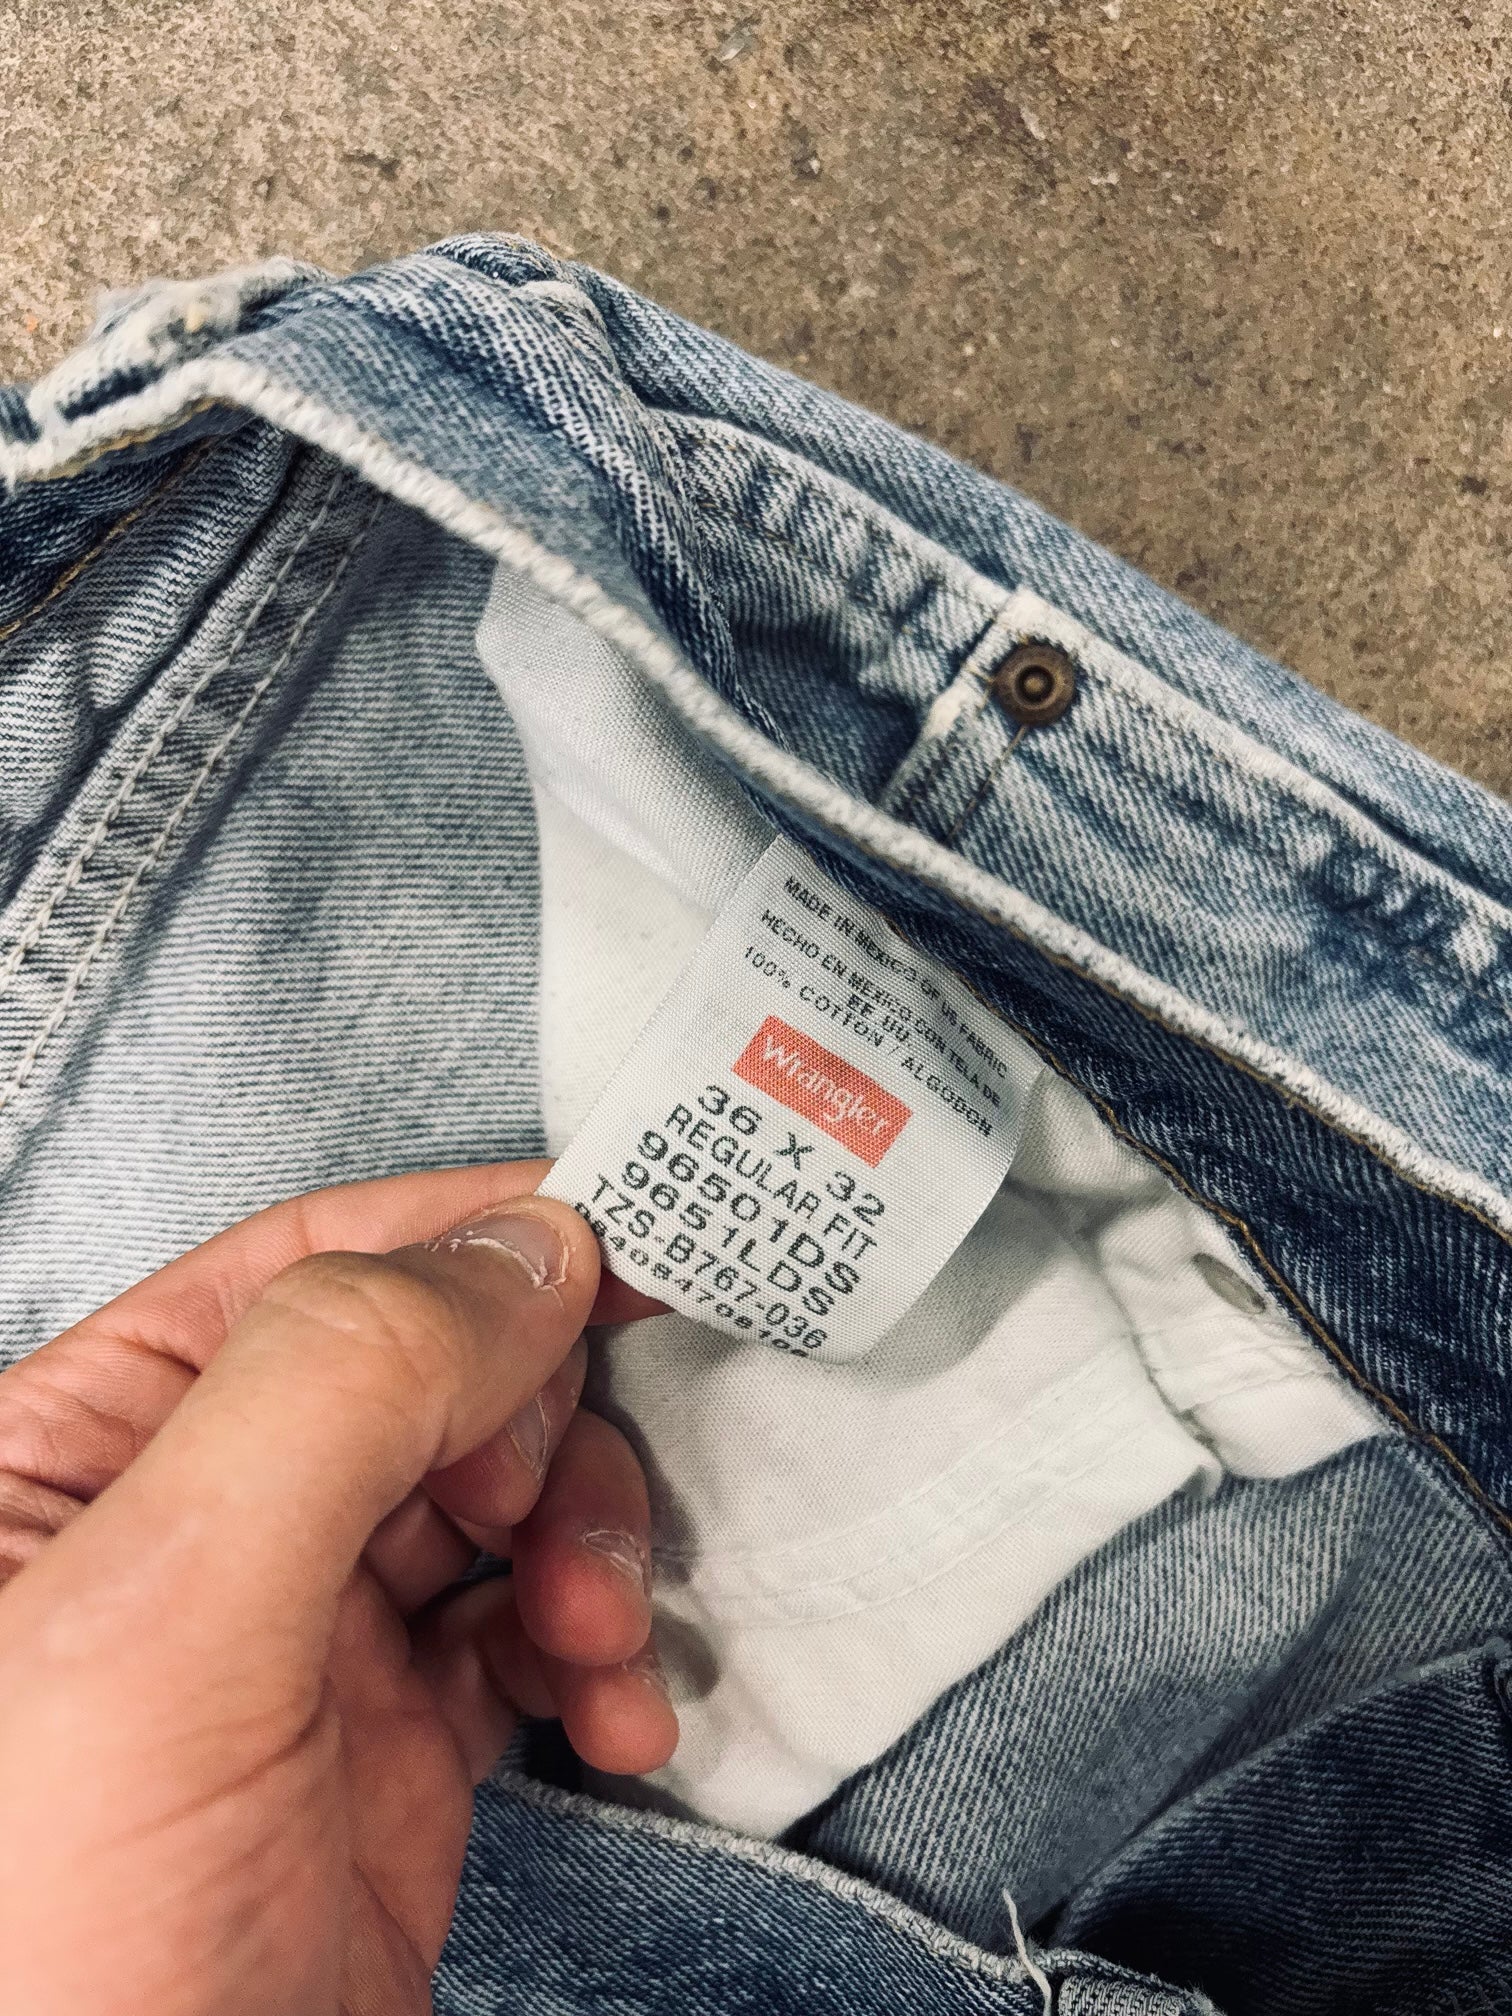 MADE IN MEXICO OF US FABRIC
HECHO EN MEXICO CON TELA DE
EE.UU.
100% COTTON / ALGODON
Wrangler
36 X 32
REGULAR FIT
96501DS
9651LDS
TZS-B767-036